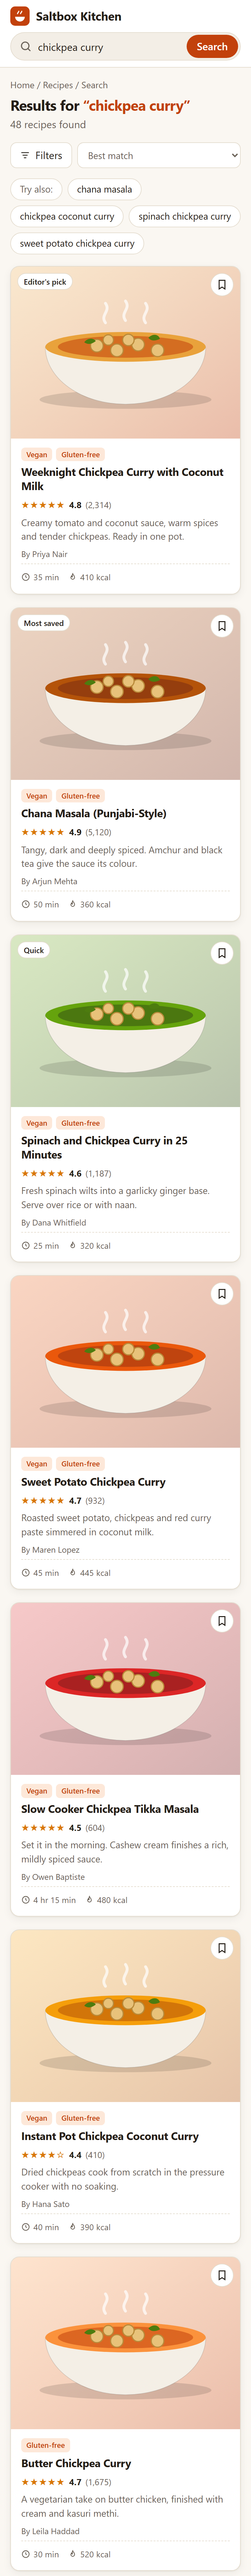 Saltbox Kitchen
chickpea curry
Search
Home / Recipes / Search
Results for “chickpea curry”
48 recipes found
Filters
Best match
Try also:
chana masala
chickpea coconut curry
spinach chickpea curry
sweet potato chickpea curry
Editor's pick
Vegan
Gluten-free
Weeknight Chickpea Curry with Coconut
Milk
★★★★★ 4.8 (2,314)
Creamy tomato and coconut sauce, warm spices
and tender chickpeas. Ready in one pot.
By Priya Nair
35 min
410 kcal
Most saved
Vegan
Gluten-free
Chana Masala (Punjabi-Style)
★★★★★ 4.9 (5,120)
Tangy, dark and deeply spiced. Amchur and black
tea give the sauce its colour.
By Arjun Mehta
50 min
360 kcal
Quick
Vegan
Gluten-free
Spinach and Chickpea Curry in 25
Minutes
★★★★★ 4.6 (1,187)
Fresh spinach wilts into a garlicky ginger base.
Serve over rice or with naan.
By Dana Whitfield
25 min
320 kcal
Vegan
Gluten-free
Sweet Potato Chickpea Curry
★★★★★ 4.7 (932)
Roasted sweet potato, chickpeas and red curry
paste simmered in coconut milk.
By Maren Lopez
45 min
445 kcal
Vegan
Gluten-free
Slow Cooker Chickpea Tikka Masala
★★★★★ 4.5 (604)
Set it in the morning. Cashew cream finishes a rich,
mildly spiced sauce.
By Owen Baptiste
4 hr 15 min
480 kcal
Vegan
Gluten-free
Instant Pot Chickpea Coconut Curry
★★★★☆ 4.4 (410)
Dried chickpeas cook from scratch in the pressure
cooker with no soaking.
By Hana Sato
40 min
390 kcal
Gluten-free
Butter Chickpea Curry
★★★★★ 4.7 (1,675)
A vegetarian take on butter chicken, finished with
cream and kasuri methi.
By Leila Haddad
30 min
520 kcal